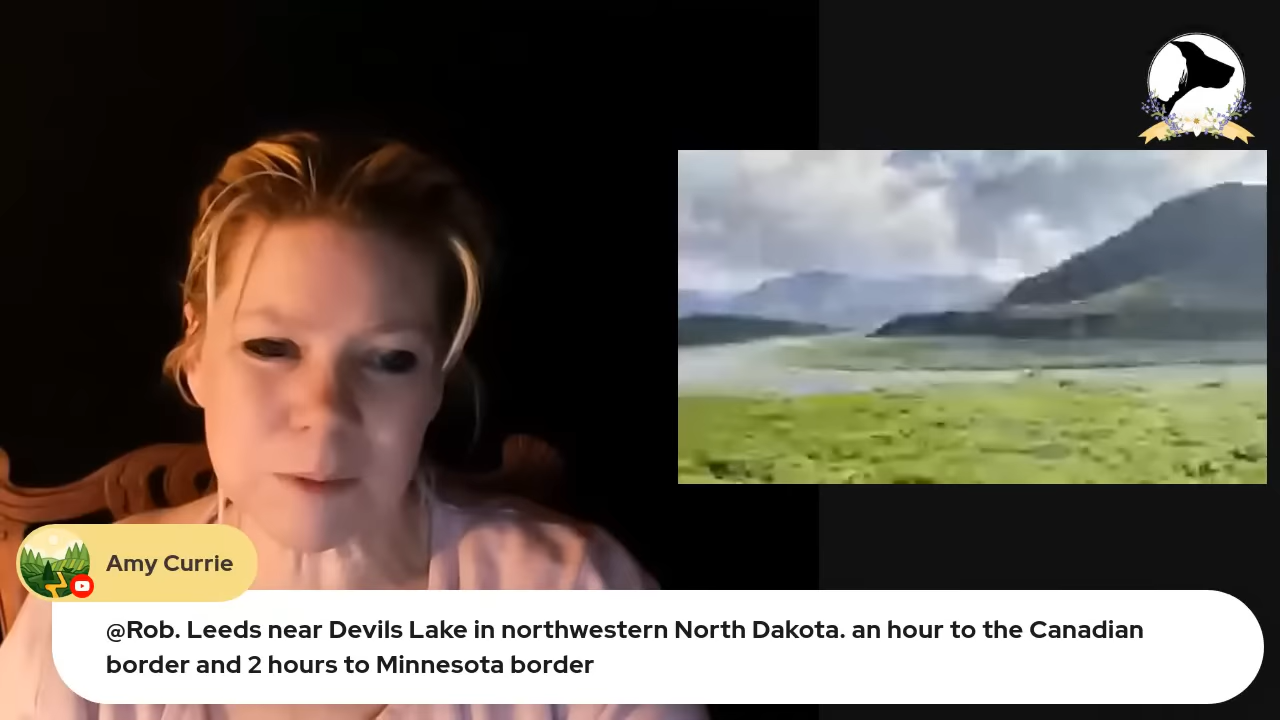 Amy Currie
@Rob. Leeds near Devils Lake in northwestern North Dakota. an hour to the Canadian
border and 2 hours to Minnesota border